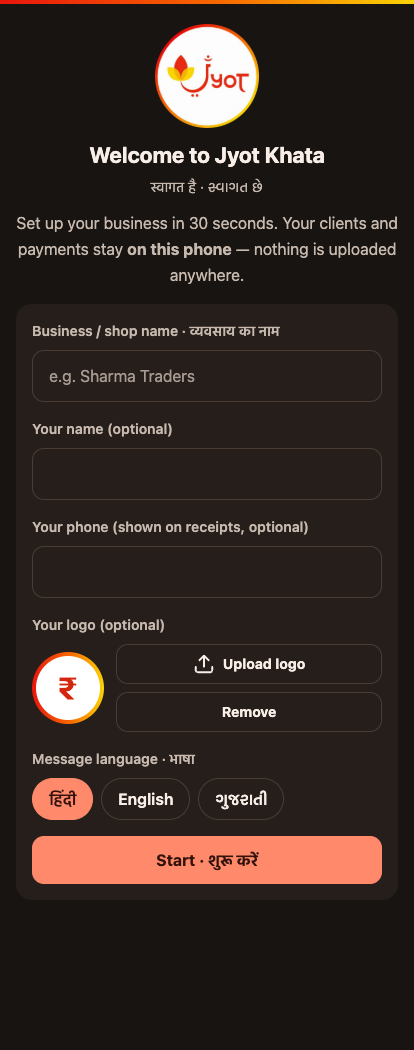 Jyot
Welcome to Jyot Khata
स्वागत है · સ્વાગત છે
Set up your business in 30 seconds. Your clients and
payments stay on this phone — nothing is uploaded
anywhere.
Business / shop name · व्यवसाय का नाम
e.g. Sharma Traders
Your name (optional)
Your phone (shown on receipts, optional)
Your logo (optional)
₹
Upload logo
Remove
Message language · भाषा
हिंदी
English
ગુજરાતી
Start · शुरू करें